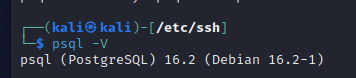 ┌──(kali㉿kali)-[/etc/ssh]
└─$ psql -V
psql (PostgreSQL) 16.2 (Debian 16.2-1)